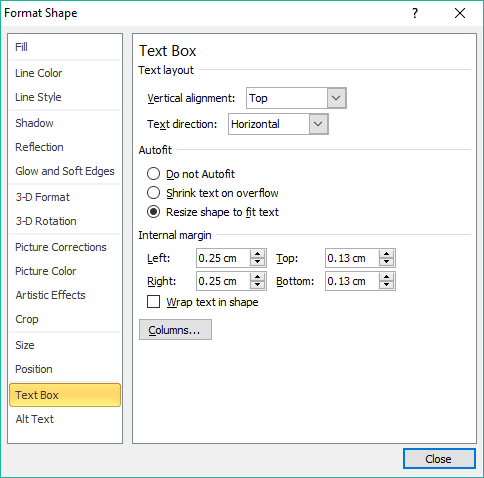 Format Shape
?
Fill
Line Color
Line Style
Shadow
Reflection
Glow and Soft Edges
3-D Format
3-D Rotation
Picture Corrections
Picture Color
Artistic Effects
Crop
Size
Position
Text Box
Alt Text
Text Box
Text layout
Vertical alignment: Top
Text direction: Horizontal
Autofit
Do not Autofit
Shrink text on overflow
Resize shape to fit text
Internal margin
Left: 0.25 cm Top: 0.13 cm
Right: 0.25 cm Bottom: 0.13 cm
Wrap text in shape
Columns...
Close